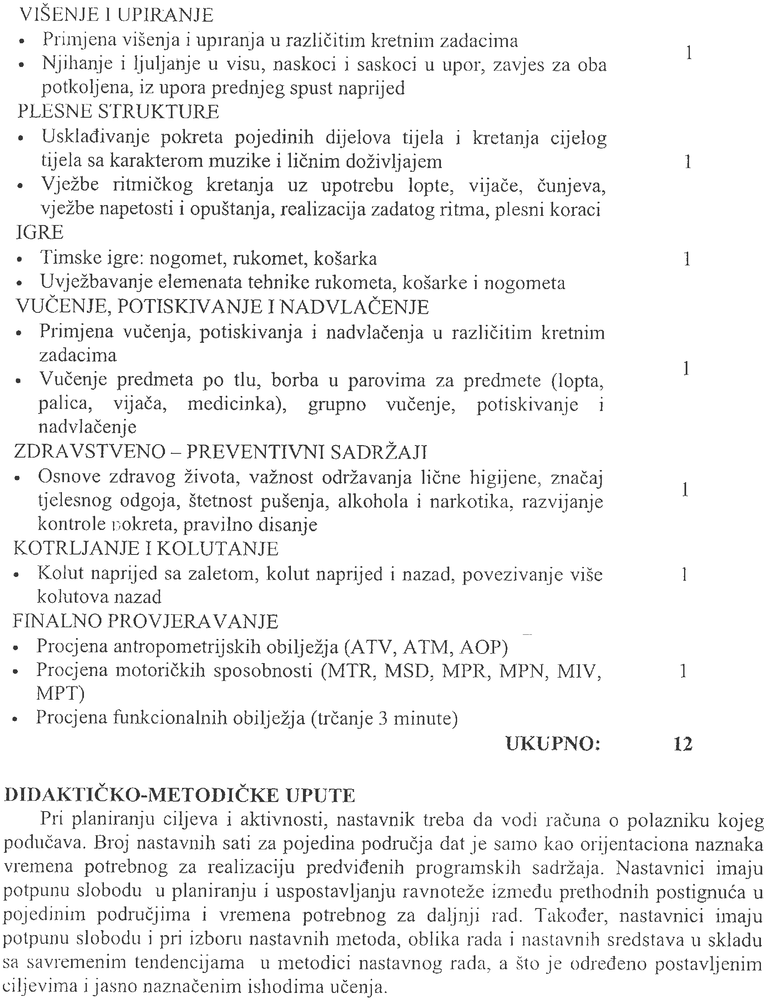 VIŠENJE I UPIRANJE
• Primjena višenja i upiranja u različitim kretnim zadacima
1
• Njihanje i ljuljanje u visu, naskoci i saskoci u upor, zavjes za oba
potkoljena, iz upora prednjeg spust naprijed
PLESNE STRUKTURE
• Usklađivanje pokreta pojedinih dijelova tijela i kretanja cijelog
tijela sa karakterom muzike i ličnim doživljajem 1
• Vježbe ritmičkog kretanja uz upotrebu lopte, vijače, čunjeva,
vježbe napetosti i opuštanja, realizacija zadatog ritma, plesni koraci
IGRE
• Timske igre: nogomet, rukomet, košarka 1
• Uvježbavanje elemenata tehnike rukometa, košarke i nogometa
VUČENJE, POTISKIVANJE I NADVLAČENJE
• Primjena vučenja, potiskivanja i nadvlačenja u različitim kretnim
zadacima
1
• Vučenje predmeta po tlu, borba u parovima za predmete (lopta,
palica, vijača, medicinka), grupno vučenje, potiskivanje i
nadvlačenje
ZDRAVSTVENO – PREVENTIVNI SADRŽAJI
• Osnove zdravog života, važnost održavanja lične higijene, značaj
1
tjelesnog odgoja, štetnost pušenja, alkohola i narkotika, razvijanje
kontrole pokreta, pravilno disanje
KOTRLJANJE I KOLUTANJE
• Kolut naprijed sa zaletom, kolut naprijed i nazad, povezivanje više 1
kolutova nazad
FINALNO PROVJERAVANJE
• Procjena antropometrijskih obilježja (ATV, ATM, AOP)
• Procjena motoričkih sposobnosti (MTR, MSD, MPR, MPN, MIV, 1
MPT)
• Procjena funkcionalnih obilježja (trčanje 3 minute)
UKUPNO: 12
DIDAKTIČKO-METODIČKE UPUTE
Pri planiranju ciljeva i aktivnosti, nastavnik treba da vodi računa o polazniku kojeg
podučava. Broj nastavnih sati za pojedina područja dat je samo kao orijentaciona naznaka
vremena potrebnog za realizaciju predviđenih programskih sadržaja. Nastavnici imaju
potpunu slobodu u planiranju i uspostavljanju ravnoteže između prethodnih postignuća u
pojedinim područjima i vremena potrebnog za daljnji rad. Također, nastavnici imaju
potpunu slobodu i pri izboru nastavnih metoda, oblika rada i nastavnih sredstava u skladu
sa savremenim tendencijama u metodici nastavnog rada, a što je određeno postavljenim
ciljevima i jasno naznačenim ishodima učenja.